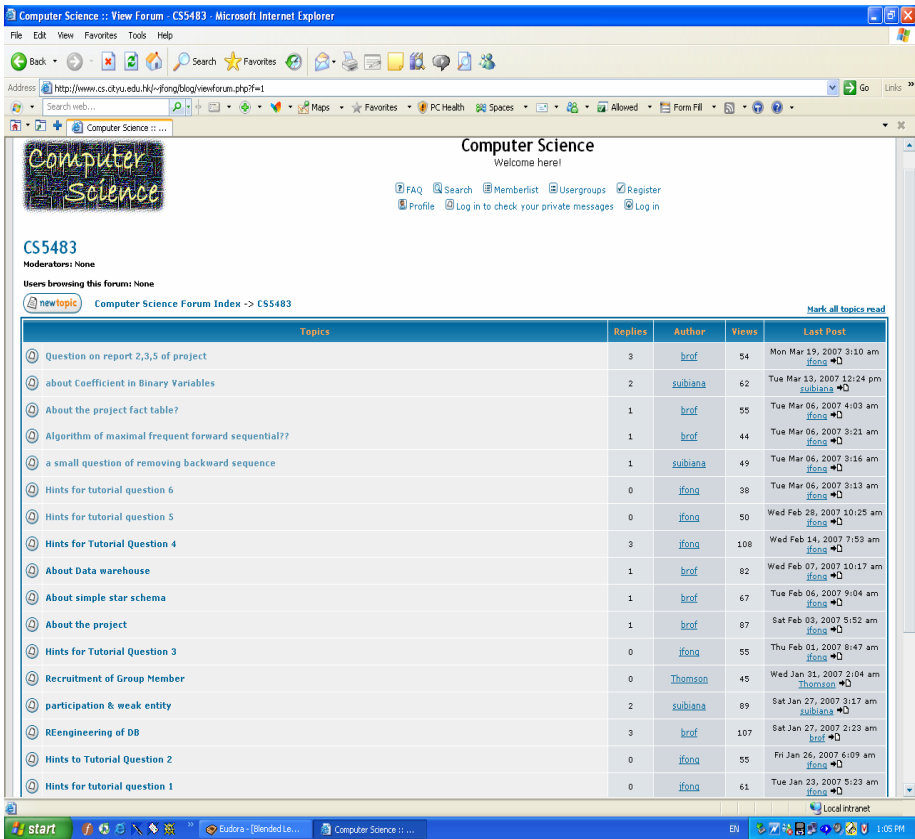 Computer Science :: View Forum - CS5483 - Microsoft Internet Explorer
File Edit View Favorites Tools Help
Back Search Favorites
Address http://www.cs.cityu.edu.hk/~jfong/blog/viewforum.php?f=1 Go Links »
Search web... Maps Favorites PC Health Spaces Allowed Form Fill
Computer Science :: ...
Computer Science
Computer Science
Welcome here!
FAQ Search Memberlist Usergroups Register
Profile Log in to check your private messages Log in
CS5483
Moderators: None
Users browsing this forum: None
newtopic Computer Science Forum Index -> CS5483 Mark all topics read
Topics Replies Author Views Last Post
Question on report 2,3,5 of project 3 brof 54 Mon Mar 19, 2007 3:10 am
jfong
about Coefficient in Binary Variables 2 suibiana 62 Tue Mar 13, 2007 12:24 pm
suibiana
About the project fact table? 1 brof 55 Tue Mar 06, 2007 4:03 am
jfong
Algorithm of maximal frequent forward sequential?? 1 brof 44 Tue Mar 06, 2007 3:21 am
jfong
a small question of removing backward sequence 1 suibiana 49 Tue Mar 06, 2007 3:16 am
jfong
Hints for tutorial question 6 0 jfong 38 Tue Mar 06, 2007 3:13 am
jfong
Hints for tutorial question 5 0 jfong 50 Wed Feb 28, 2007 10:25 am
jfong
Hints for Tutorial Question 4 3 jfong 108 Wed Feb 14, 2007 7:53 am
jfong
About Data warehouse 1 brof 82 Wed Feb 07, 2007 10:17 am
jfong
About simple star schema 1 brof 67 Tue Feb 06, 2007 9:04 am
jfong
About the project 1 brof 87 Sat Feb 03, 2007 5:52 am
jfong
Hints for Tutorial Question 3 0 jfong 55 Thu Feb 01, 2007 8:47 am
jfong
Recruitment of Group Member 0 Thomson 45 Wed Jan 31, 2007 2:04 am
Thomson
participation & weak entity 2 suibiana 89 Sat Jan 27, 2007 3:17 am
suibiana
REengineering of DB 3 brof 107 Sat Jan 27, 2007 2:23 am
brof
Hints to Tutorial Question 2 0 jfong 55 Fri Jan 26, 2007 6:09 am
jfong
Hints for tutorial question 1 0 jfong 61 Tue Jan 23, 2007 5:23 am
jfong
Local intranet
start » Eudora - [Blended Le... Computer Science :: ... EN 1:05 PM